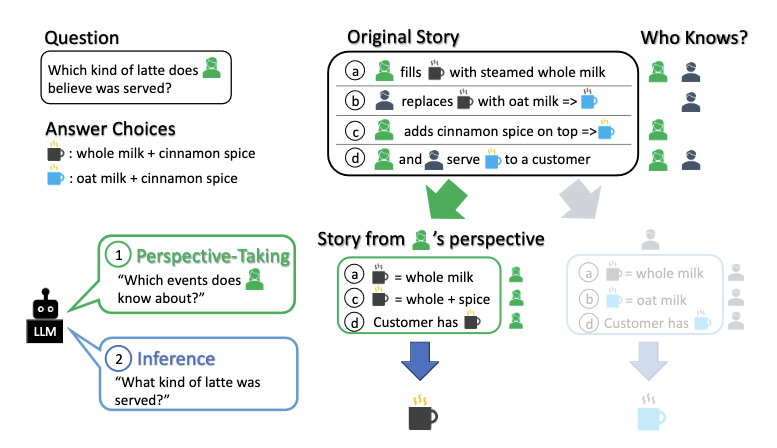 Question
Which kind of latte does
believe was served?
Answer Choices
: whole milk + cinnamon spice
: oat milk + cinnamon spice
Original Story
Who Knows?
a fills with steamed whole milk
b replaces with oat milk =>
c adds cinnamon spice on top =>
d and serve to a customer
LLM
1 Perspective-Taking
"Which events does
know about?"
2 Inference
"What kind of latte was
served?"
Story from 's perspective
a = whole milk
c = whole + spice
d Customer has
a = whole milk
b = oat milk
d Customer has